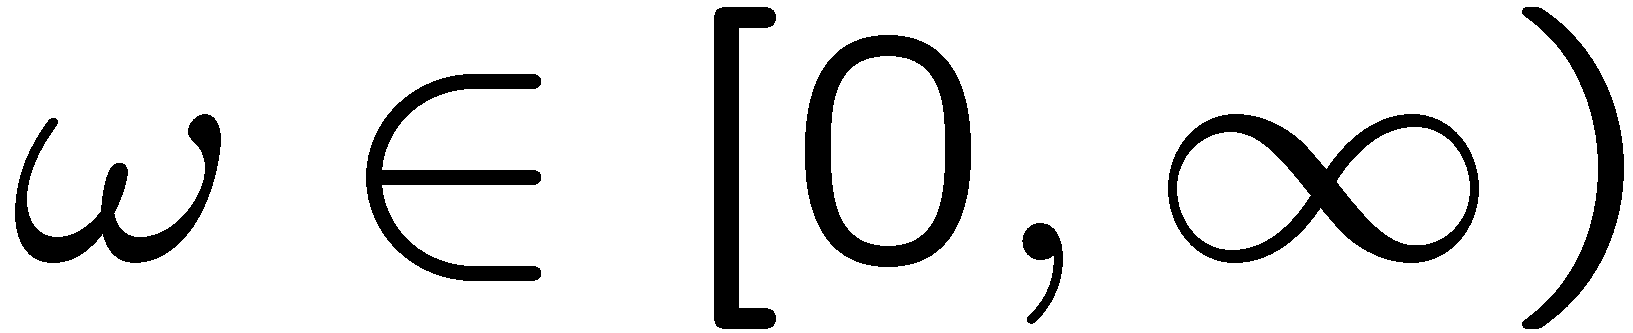 ω ∈ [0, ∞)